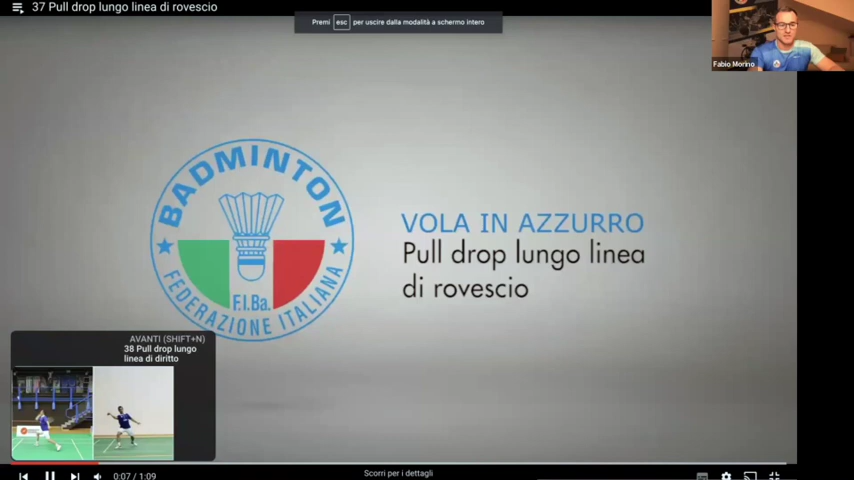 37 Pull drop lungo linea di rovescio
Premi esc per uscire dalla modalità a schermo intero
Fabio Morino
BADMINTON
F.I.Ba.
FEDERAZIONE ITALIANA
VOLA IN AZZURRO
Pull drop lungo linea
di rovescio
AVANTI (SHIFT+N)
38 Pull drop lungo
linea di diritto
0:07 / 1:09
Scorri per i dettagli